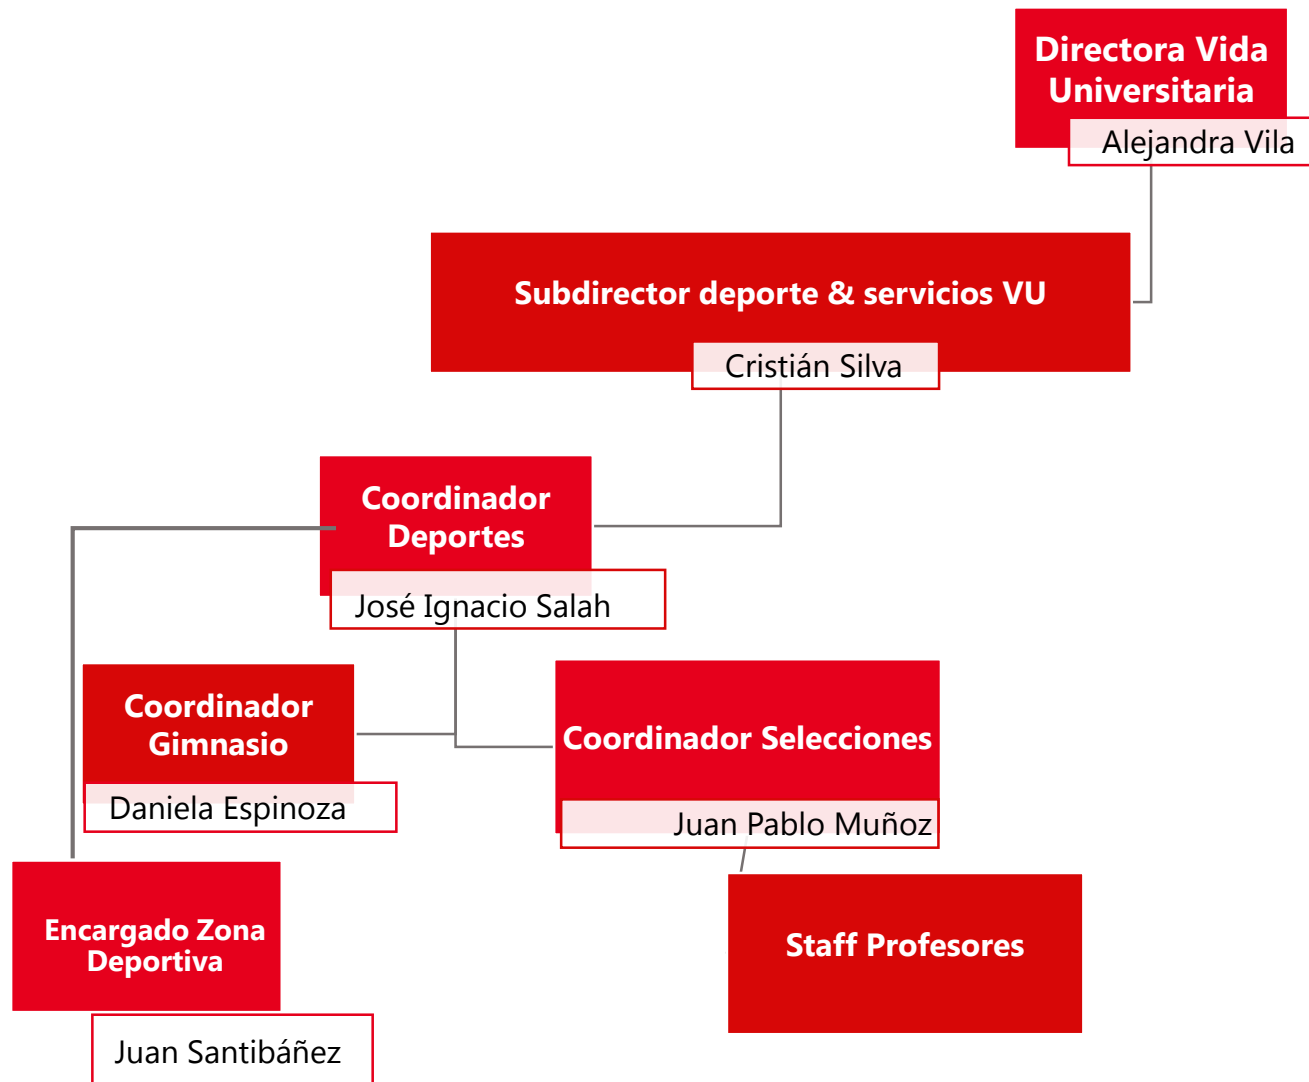 Directora Vida
Universitaria
Alejandra Vila
Subdirector deporte & servicios VU
Cristián Silva
Coordinador
Deportes
José Ignacio Salah
Coordinador
Gimnasio
Daniela Espinoza
Coordinador Selecciones
Juan Pablo Muñoz
Encargado Zona
Deportiva
Juan Santibáñez
Staff Profesores